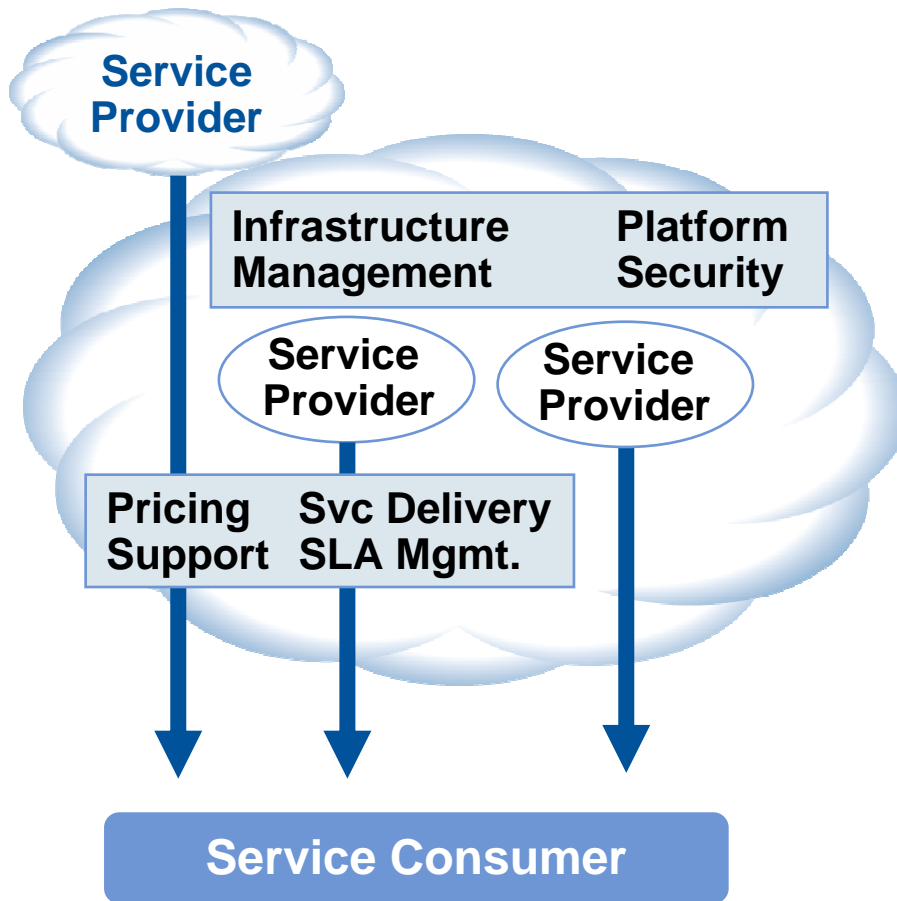 Service
Provider
Infrastructure
Management
Platform
Security
Service
Provider
Service
Provider
Pricing
Support
Svc Delivery
SLA Mgmt.
Service Consumer